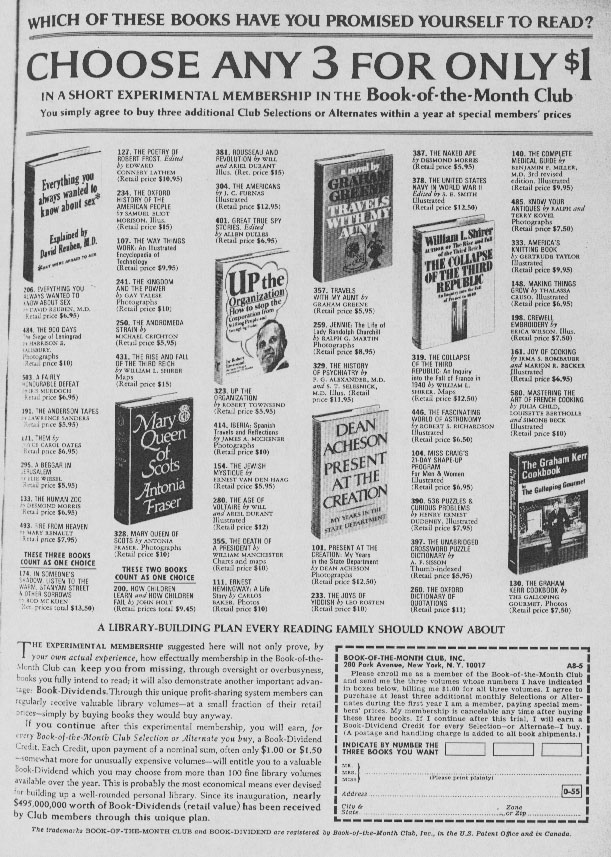 WHICH OF THESE BOOKS HAVE YOU PROMISED YOURSELF TO READ?
CHOOSE ANY 3 FOR ONLY $1
IN A SHORT EXPERIMENTAL MEMBERSHIP IN THE Book-of-the-Month Club
You simply agree to buy three additional Club Selections or Alternates within a year at special members' prices
Everything you
always wanted to
know about sex*
Explained by
David Reuben, M.D.
*BUT WERE AFRAID TO ASK
206. EVERYTHING YOU
ALWAYS WANTED TO
KNOW ABOUT SEX
by DAVID REUBEN, M.D.
(Retail price $6.95)
484. THE 900 DAYS
The Siege of Leningrad
by HARRISON E.
SALISBURY.
Photographs
(Retail price $10)
503. A FAIRLY
HONOURABLE DEFEAT
by IRIS MURDOCH
(Retail price $6.95)
191. THE ANDERSON TAPES
by LAWRENCE SANDERS
(Retail price $5.95)
THEM by
JOYCE CAROL OATES
(Retail price $6.95)
295. A BEGGAR IN
JERUSALEM
by ELIE WIESEL
(Retail price $5.95)
133. THE HUMAN ZOO
by DESMOND MORRIS
(Retail price $5.95)
493. FIRE FROM HEAVEN
by MARY RENAULT
(Retail price $7.95)
THESE THREE BOOKS
COUNT AS ONE CHOICE
174. IN SOMEONE'S
SHADOW, LISTEN TO THE
WARM, STANYAN STREET
& OTHER SORROWS
by ROD MCKUEN
(Ret. prices total $13.50)
127. THE POETRY OF
ROBERT FROST. Edited
by EDWARD
CONNERY LATHEM
(Retail price $10.95)
234. THE OXFORD
HISTORY OF THE
AMERICAN PEOPLE
by SAMUEL ELIOT
MORISON. Illus.
(Retail price $15)
107. THE WAY THINGS
WORK: An Illustrated
Encyclopedia of
Technology
(Retail price $9.95)
241. THE KINGDOM
AND THE POWER
by GAY TALESE
Photographs
(Retail price $10)
250. THE ANDROMEDA
STRAIN by
MICHAEL CRICHTON
(Retail price $5.95)
431. THE RISE AND FALL
OF THE THIRD REICH
by WILLIAM L. SHIRER
Maps
(Retail price $15)
Mary
Queen
of
Scots
Antonia
Fraser
328. MARY QUEEN OF
SCOTS by ANTONIA
FRASER. Photographs
(Retail price $10)
THESE TWO BOOKS
COUNT AS ONE CHOICE
200. HOW CHILDREN
LEARN and HOW CHILDREN
FAIL by JOHN HOLT
(Retail prices total $9.45)
381. ROUSSEAU AND
REVOLUTION by WILL
and ARIEL DURANT
Illus. (Ret. price $15)
304. THE AMERICANS
by J. C. FURNAS
Illustrated
(Retail price $12.95)
401. GREAT TRUE SPY
STORIES. Edited
by ALLEN DULLES
(Retail price $6.95)
UP the
Organization
How to stop the
Corporation from
323. UP THE
ORGANIZATION
by ROBERT TOWNSEND
(Retail price $5.95)
414. IBERIA: Spanish
Travels and Reflections
by JAMES A. MICHENER
Photographs
(Retail price $10)
154. THE JEWISH
MYSTIQUE by
ERNEST VAN DEN HAAG
(Retail price $5.95)
280. THE AGE OF
VOLTAIRE by WILL
and ARIEL DURANT
Illustrated
(Retail price $12)
355. THE DEATH OF
A PRESIDENT by
WILLIAM MANCHESTER
Charts and maps
(Retail price $10)
111. ERNEST
HEMINGWAY: A Life
Story by CARLOS
BAKER. Photos
(Retail price $10)
a novel by
GRAHAM
GREENE
TRAVELS
WITH MY
AUNT
357. TRAVELS
WITH MY AUNT by
GRAHAM GREENE
(Retail price $5.95)
259. JENNIE: The Life of
Lady Randolph Churchill
by RALPH G. MARTIN
Photographs
(Retail price $8.95)
329. THE HISTORY
OF PSYCHIATRY by
F. G. ALEXANDER, M.D.
and S. T. SELESNICK,
M.D. Illus. (Retail
price $11.95)
DEAN
ACHESON
PRESENT
AT THE
CREATION
MY YEARS IN THE
STATE DEPARTMENT
101. PRESENT AT THE
CREATION: My Years
in the State Department
by DEAN ACHESON
Photographs
(Retail price $12.50)
233. THE JOYS OF
YIDDISH by LEO ROSTEN
(Retail price $10)
387. THE NAKED APE
by DESMOND MORRIS
(Retail price $5.95)
378. THE UNITED STATES
NAVY IN WORLD WAR II
Edited by S. E. SMITH
Illustrated
(Retail price $12.50)
William L. Shirer
THE COLLAPSE
OF THE THIRD
REPUBLIC
319. THE COLLAPSE
OF THE THIRD
REPUBLIC: An Inquiry
into the Fall of France in
1940 by WILLIAM L.
SHIRER. Maps
(Retail price $12.50)
446. THE FASCINATING
WORLD OF ASTRONOMY
by ROBERT S. RICHARDSON
Illustrated
(Retail price $6.50)
104. MISS CRAIG'S
21-DAY SHAPE-UP
PROGRAM
For Men & Women
Illustrated
(Retail price $6.95)
390. 536 PUZZLES &
CURIOUS PROBLEMS
by HENRY ERNEST
DUDENEY. Illustrated
(Retail price $7.95)
397. THE UNABRIDGED
CROSSWORD PUZZLE
DICTIONARY by
A. F. SISSON
Thumb-indexed
(Retail price $5.95)
260. THE OXFORD
DICTIONARY OF
QUOTATIONS
(Retail price $11)
140. THE COMPLETE
MEDICAL GUIDE by
BENJAMIN F. MILLER,
M.D. 3rd revised
edition. Illustrated
(Retail price $9.95)
485. KNOW YOUR
ANTIQUES by RALPH and
TERRY KOVEL
Photographs
(Retail price $7.50)
333. AMERICA'S
KNITTING BOOK
by GERTRUDE TAYLOR
Illustrated
(Retail price $9.95)
148. MAKING THINGS
GROW by THALASSA
CRUSO. Illustrated
(Retail price $6.95)
198. CREWEL
EMBROIDERY by
ERICA WILSON. Illus.
(Retail price $7.50)
161. JOY OF COOKING
by IRMA S. ROMBAUER
and MARION R. BECKER
Illustrated
(Retail price $6.95)
580. MASTERING THE
ART OF FRENCH COOKING
by JULIA CHILD,
LOUISETTE BERTHOLLE
and SIMONE BECK
Illustrated
(Retail price $10)
The Graham Kerr
Cookbook
by
The Galloping Gourmet
130. THE GRAHAM
KERR COOKBOOK by
THE GALLOPING
GOURMET. Photos
(Retail price $7.50)
A LIBRARY-BUILDING PLAN EVERY READING FAMILY SHOULD KNOW ABOUT
THE EXPERIMENTAL MEMBERSHIP suggested here will not only prove, by
your own actual experience, how effectually membership in the Book-of-the-
Month Club can keep you from missing, through oversight or overbusyness,
books you fully intend to read; it will also demonstrate another important advan-
tage: Book-Dividends. Through this unique profit-sharing system members can
regularly receive valuable library volumes—at a small fraction of their retail
prices—simply by buying books they would buy anyway.
If you continue after this experimental membership, you will earn, for
every Book-of-the-Month Club Selection or Alternate you buy, a Book-Dividend
Credit. Each Credit, upon payment of a nominal sum, often only $1.00 or $1.50
—somewhat more for unusually expensive volumes—will entitle you to a valuable
Book-Dividend which you may choose from more than 100 fine library volumes
available over the year. This is probably the most economical means ever devised
for building up a well-rounded personal library. Since its inauguration, nearly
$495,000,000 worth of Book-Dividends (retail value) has been received
by Club members through this unique plan.
BOOK-OF-THE-MONTH CLUB, INC.
280 Park Avenue, New York, N. Y. 10017 A8-5
Please enroll me as a member of the Book-of-the-Month Club
and send me the three volumes whose numbers I have indicated
in boxes below, billing me $1.00 for all three volumes. I agree to
purchase at least three additional monthly Selections or Alter-
nates during the first year I am a member, paying special mem-
bers' prices. My membership is cancelable any time after buying
these three books. If I continue after this trial, I will earn a
Book-Dividend Credit for every Selection—or Alternate—I buy.
(A postage and handling charge is added to all book shipments.)
INDICATE BY NUMBER THE
THREE BOOKS YOU WANT
MR.
MRS.
MISS
(Please print plainly)
Address
D-55
City &
State
Zone
or Zip
The trademarks BOOK-OF-THE-MONTH CLUB and BOOK-DIVIDEND are registered by Book-of-the-Month Club, Inc., in the U.S. Patent Office and in Canada.